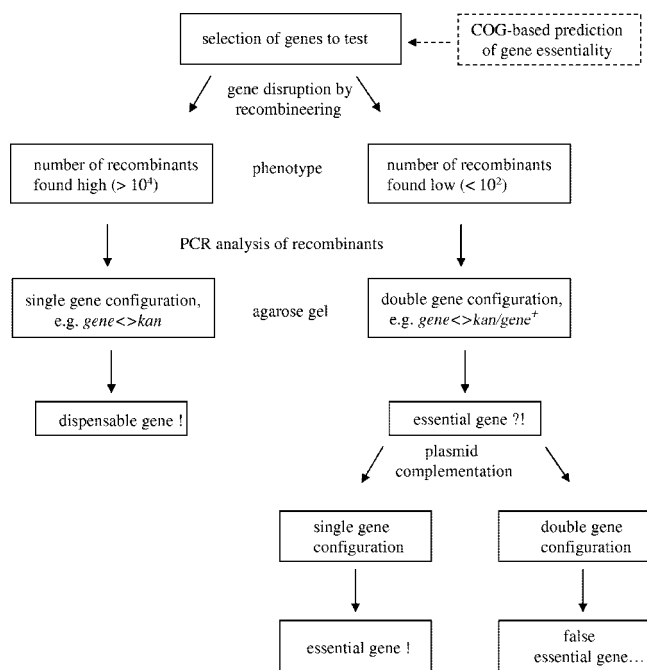 selection of genes to test
COG-based prediction
of gene essentiality
gene disruption by
recombineering
number of recombinants
found high (> 10⁴)
phenotype
number of recombinants
found low (< 10²)
PCR analysis of recombinants
single gene configuration,
e.g. gene<>kan
agarose gel
double gene configuration,
e.g. gene<>kan/gene⁺
dispensable gene !
essential gene ?!
plasmid
complementation
single gene
configuration
double gene
configuration
essential gene !
false
essential gene…